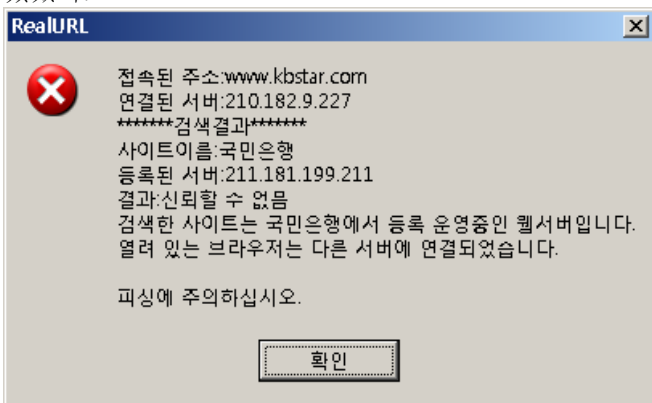 RealURL
접속된 주소:www.kbstar.com
연결된 서버:210.182.9.227
*******검색결과*******
사이트이름:국민은행
등록된 서버:211.181.199.211
결과:신뢰할 수 없음
검색한 사이트는 국민은행에서 등록 운영중인 웹서버입니다.
열려 있는 브라우저는 다른 서버에 연결되었습니다.
피싱에 주의하십시오.
확인